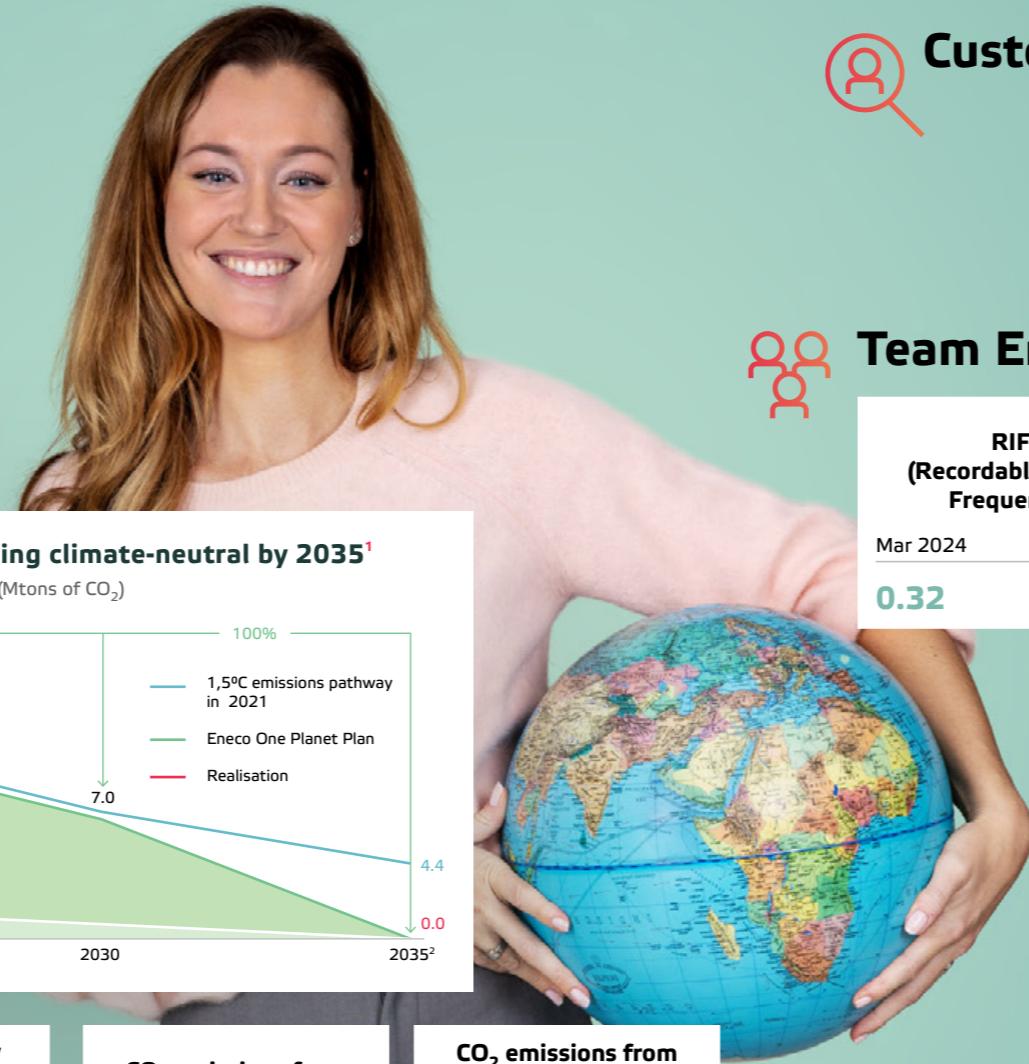 Custo
Team En
RIF
(Recordabl
Frequen
Mar 2024
0.32
ing climate-neutral by 2035¹
(Mtons of CO₂)
100%
1,5ºC emissions pathway
in 2021
Eneco One Planet Plan
Realisation
7.0
4.4
0.0
2030
2035²
CO₂ emissions from